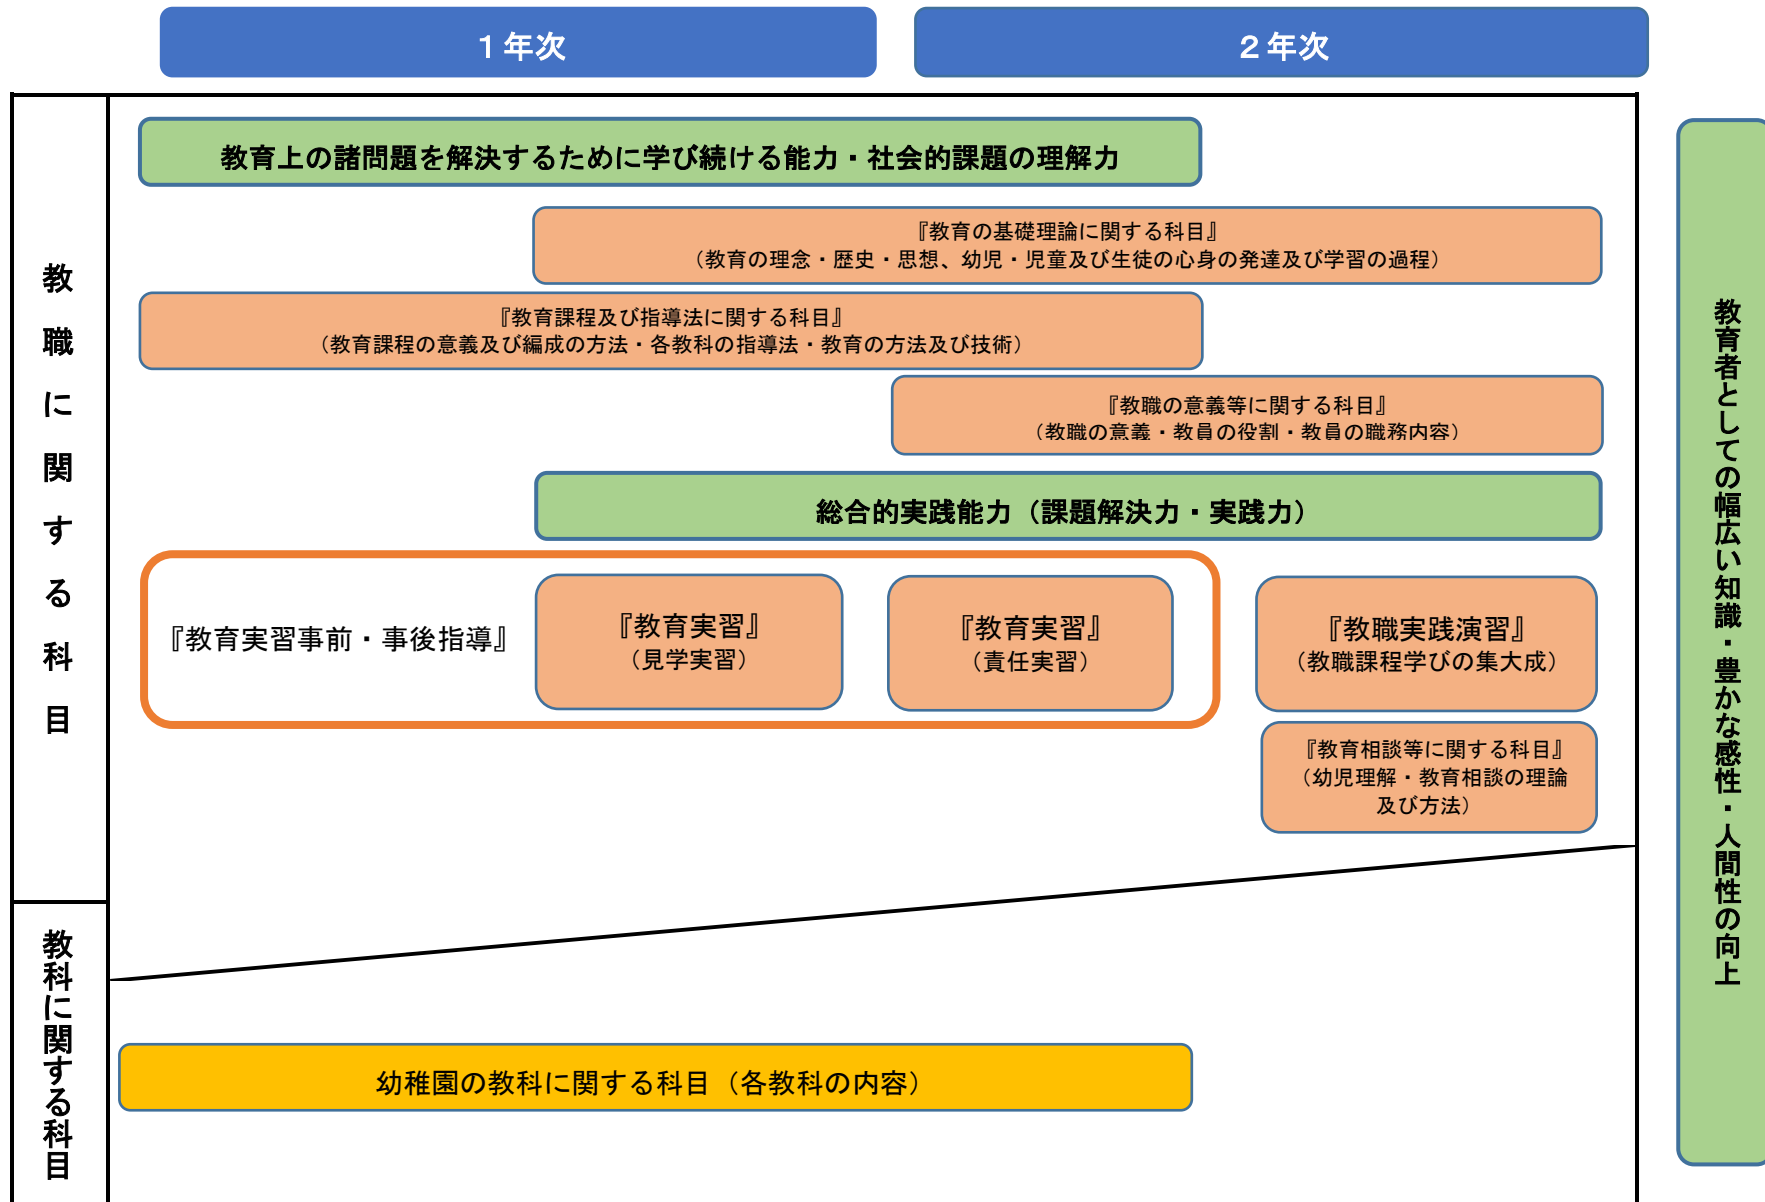 １年次
２年次
教職に関する科目
教育上の諸問題を解決するために学び続ける能力・社会的課題の理解力
『教育の基礎理論に関する科目』
（教育の理念・歴史・思想、幼児・児童及び生徒の心身の発達及び学習の過程）
『教育課程及び指導法に関する科目』
（教育課程の意義及び編成の方法・各教科の指導法・教育の方法及び技術）
『教職の意義等に関する科目』
（教職の意義・教員の役割・教員の職務内容）
総合的実践能力（課題解決力・実践力）
『教育実習事前・事後指導』
『教育実習』
（見学実習）
『教育実習』
（責任実習）
『教職実践演習』
（教職課程学びの集大成）
『教育相談等に関する科目』
（幼児理解・教育相談の理論
及び方法）
教科に関する科目
幼稚園の教科に関する科目（各教科の内容）
教育者としての幅広い知識・豊かな感性・人間性の向上